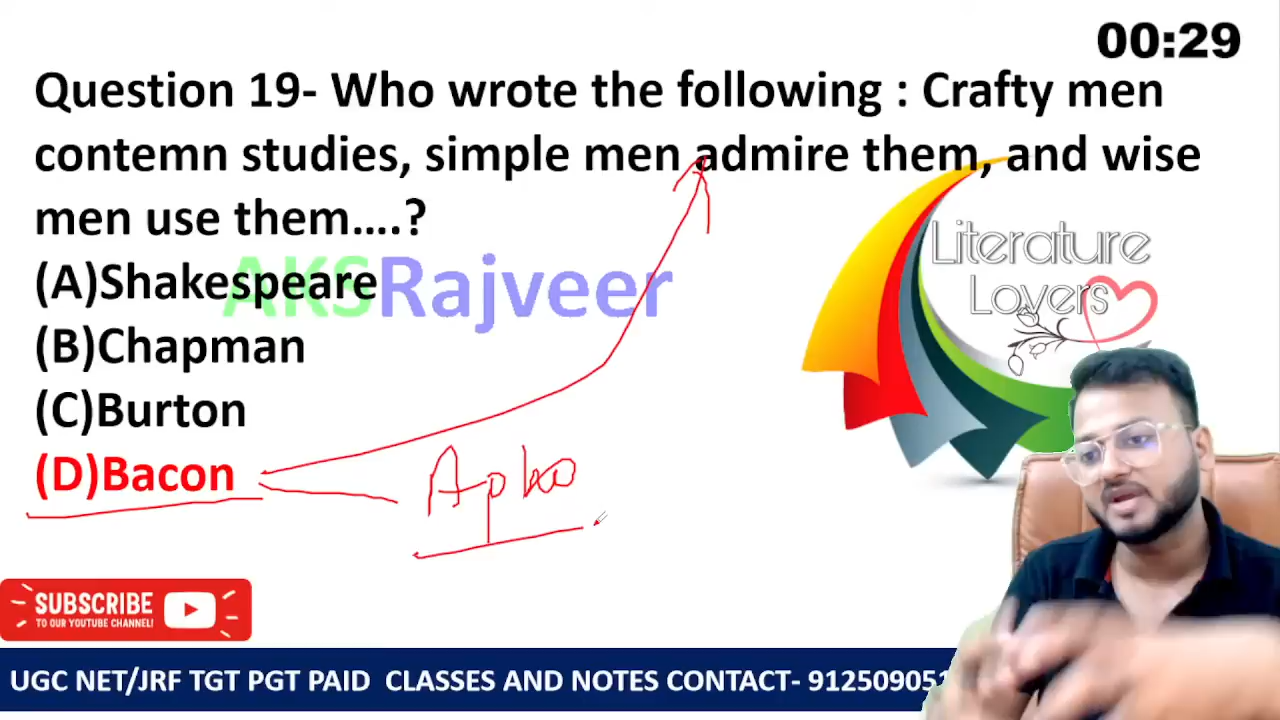 00:29
Question 19- Who wrote the following : Crafty men
contemn studies, simple men admire them, and wise
men use them....?
(A)Shakespeare
(B)Chapman
(C)Burton
(D)Bacon
AKSRajveer
Literature
Lovers
SUBSCRIBE
TO OUR YOUTUBE CHANNEL!
UGC NET/JRF TGT PGT PAID CLASSES AND NOTES CONTACT- 912509051